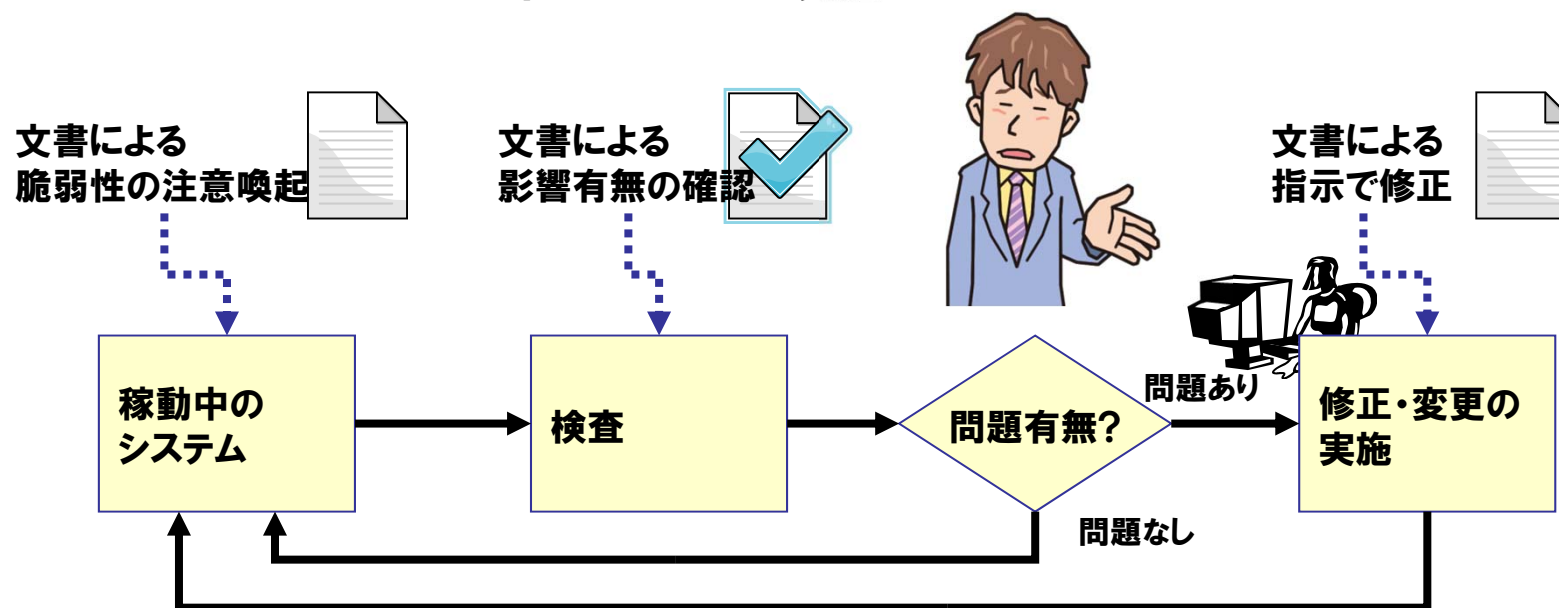 文書による
脆弱性の注意喚起
文書による
影響有無の確認
文書による
指示で修正
稼動中の
システム
検査
問題有無?
問題あり
修正・変更の
実施
問題なし